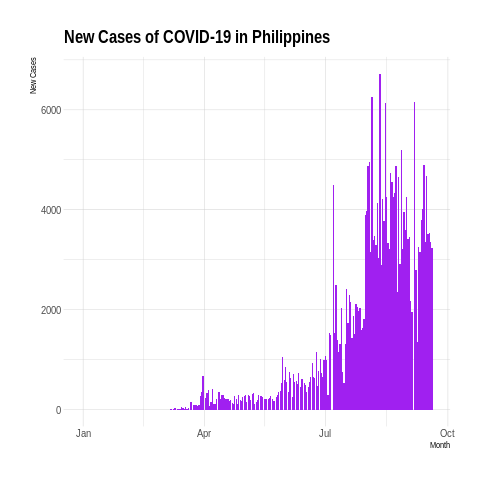 New Cases of COVID-19 in Philippines
New Cases
6000
4000
2000
0
Jan Apr Jul Oct
Month